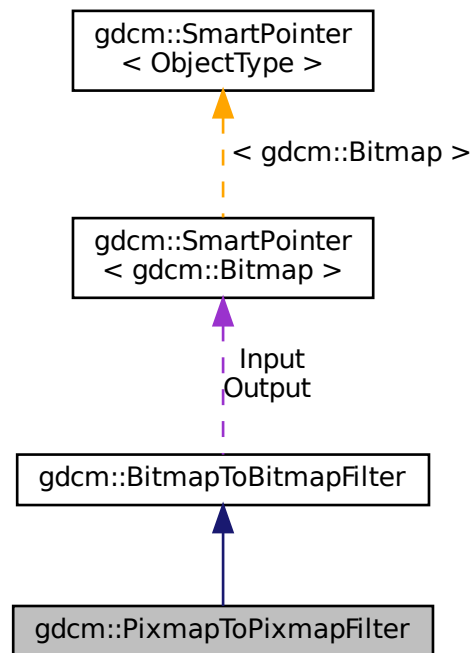 gdcm::SmartPointer
< ObjectType >
< gdcm::Bitmap >
gdcm::SmartPointer
< gdcm::Bitmap >
Input
Output
gdcm::BitmapToBitmapFilter
gdcm::PixmapToPixmapFilter